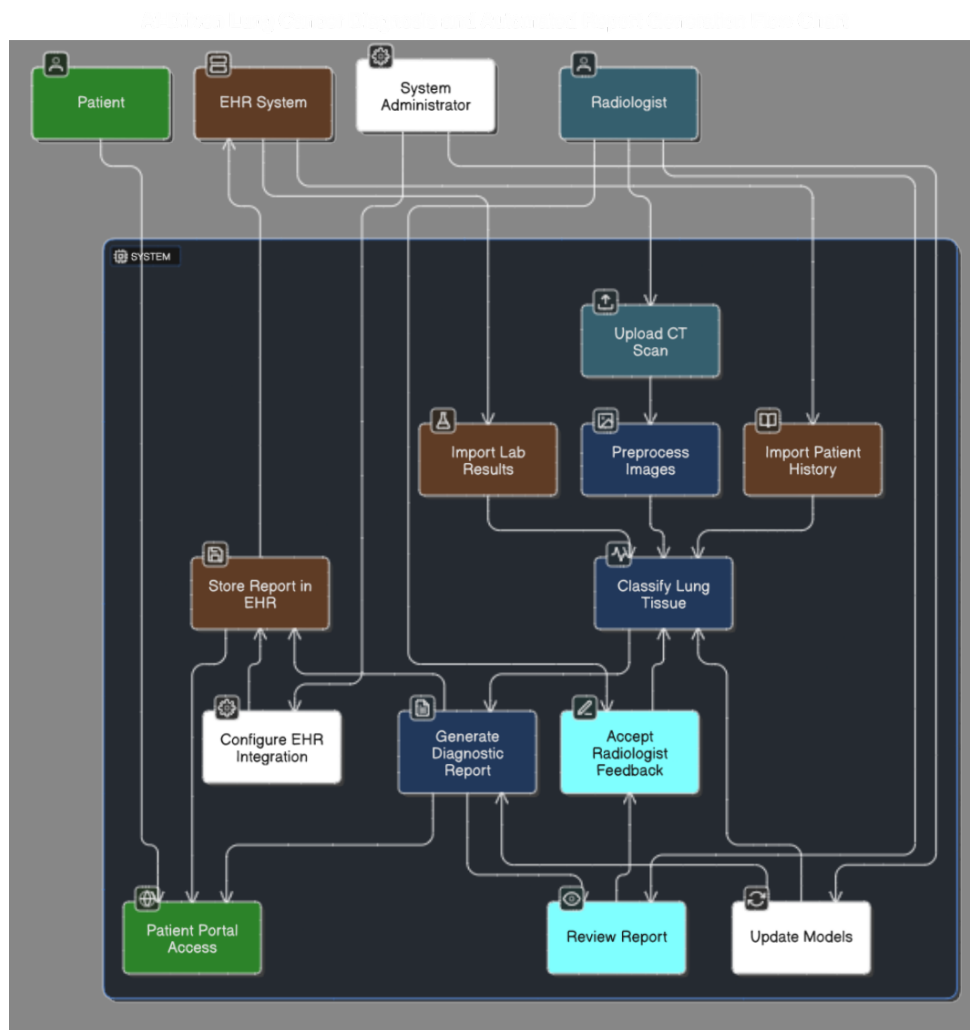 Patient
EHR System
System
Administrator
Radiologist
SYSTEM
Upload CT
Scan
Import Lab
Results
Preprocess
Images
Import Patient
History
Store Report in
EHR
Classify Lung
Tissue
Configure EHR
Integration
Generate
Diagnostic
Report
Accept
Radiologist
Feedback
Patient Portal
Access
Review Report
Update Models